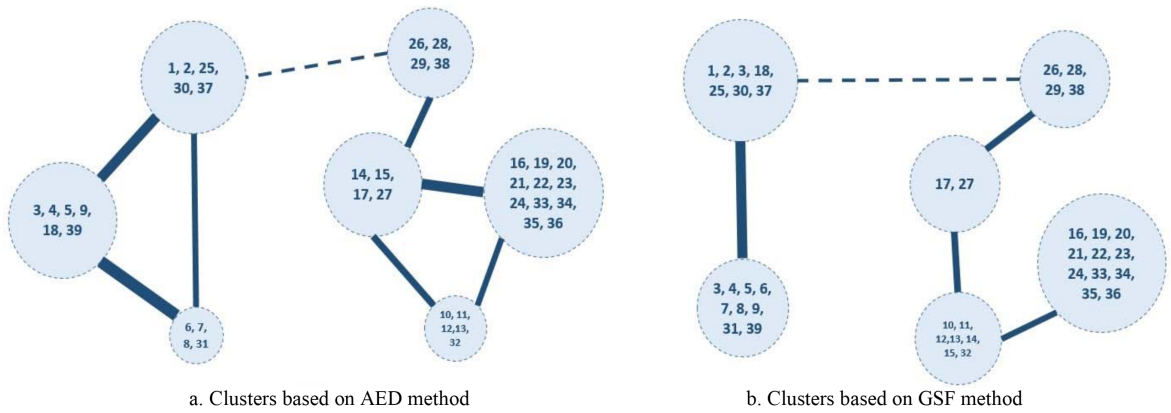 1, 2, 25,
30, 37
26, 28,
29, 38
3, 4, 5, 9,
18, 39
14, 15,
17, 27
16, 19, 20,
21, 22, 23,
24, 33, 34,
35, 36
6, 7,
8, 31
10, 11,
12,13,
32
a. Clusters based on AED method
1, 2, 3, 18,
25, 30, 37
26, 28,
29, 38
17, 27
16, 19, 20,
21, 22, 23,
24, 33, 34,
35, 36
3, 4, 5, 6,
7, 8, 9,
31, 39
10, 11,
12,13, 14,
15, 32
b. Clusters based on GSF method